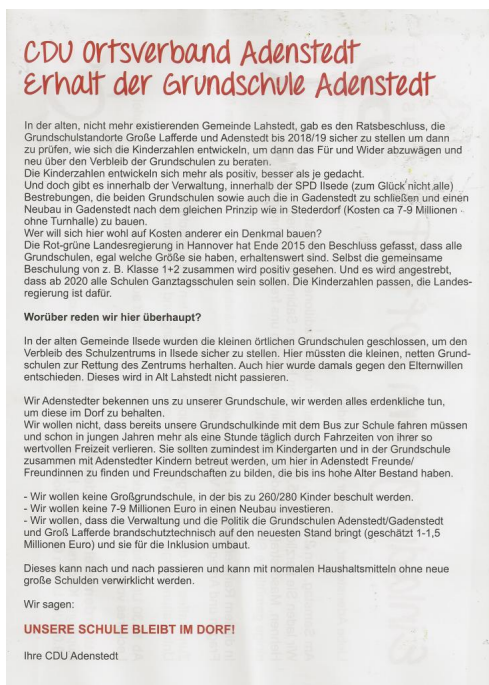 CDU Ortsverband Adenstedt
Erhalt der Grundschule Adenstedt
In der alten, nicht mehr existierenden Gemeinde Lahstedt, gab es den Ratsbeschluss, die
Grundschulstandorte Große Lafferde und Adenstedt bis 2018/19 sicher zu stellen um dann
zu prüfen, wie sich die Kinderzahlen entwickeln, um dann das Für und Wider abzuwägen und
neu über den Verbleib der Grundschulen zu beraten.
Die Kinderzahlen entwickeln sich mehr als positiv, besser als je gedacht.
Und doch gibt es innerhalb der Verwaltung, innerhalb der SPD Ilsede (zum Glück nicht alle)
Bestrebungen, die beiden Grundschulen sowie auch die in Gadenstedt zu schließen und einen
Neubau in Gadenstedt nach dem gleichen Prinzip wie in Stederdorf (Kosten ca 7-9 Millionen
ohne Turnhalle) zu bauen.
Wer will sich hier wohl auf Kosten anderer ein Denkmal bauen?
Die Rot-grüne Landesregierung in Hannover hat Ende 2015 den Beschluss gefasst, dass alle
Grundschulen, egal welche Größe sie haben, erhaltenswert sind. Selbst die gemeinsame
Beschulung von z. B. Klasse 1+2 zusammen wird positiv gesehen. Und es wird angestrebt,
dass ab 2020 alle Schulen Ganztagsschulen sein sollen. Die Kinderzahlen passen, die Landes-
regierung ist dafür.
Worüber reden wir hier überhaupt?
In der alten Gemeinde Ilsede wurden die kleinen örtlichen Grundschulen geschlossen, um den
Verbleib des Schulzentrums in Ilsede sicher zu stellen. Hier müssten die kleinen, netten Grund-
schulen zur Rettung des Zentrums herhalten. Auch hier wurde damals gegen den Elternwillen
entschieden. Dieses wird in Alt Lahstedt nicht passieren.
Wir Adenstedter bekennen uns zu unserer Grundschule, wir werden alles erdenkliche tun,
um diese im Dorf zu behalten.
Wir wollen nicht, dass bereits unsere Grundschulkinde mit dem Bus zur Schule fahren müssen
und schon in jungen Jahren mehr als eine Stunde täglich durch Fahrzeiten von ihrer so
wertvollen Freizeit verlieren. Sie sollten zumindest im Kindergarten und in der Grundschule
zusammen mit Adenstedter Kindern betreut werden, um hier in Adenstedt Freunde/
Freundinnen zu finden und Freundschaften zu bilden, die bis ins hohe Alter Bestand haben.
- Wir wollen keine Großgrundschule, in der bis zu 260/280 Kinder beschult werden.
- Wir wollen keine 7-9 Millionen Euro in einen Neubau investieren.
- Wir wollen, dass die Verwaltung und die Politik die Grundschulen Adenstedt/Gadenstedt
und Groß Lafferde brandschutztechnisch auf den neuesten Stand bringt (geschätzt 1-1,5
Millionen Euro) und sie für die Inklusion umbaut.
Dieses kann nach und nach passieren und kann mit normalen Haushaltsmitteln ohne neue
große Schulden verwirklicht werden.
Wir sagen:
UNSERE SCHULE BLEIBT IM DORF!
Ihre CDU Adenstedt